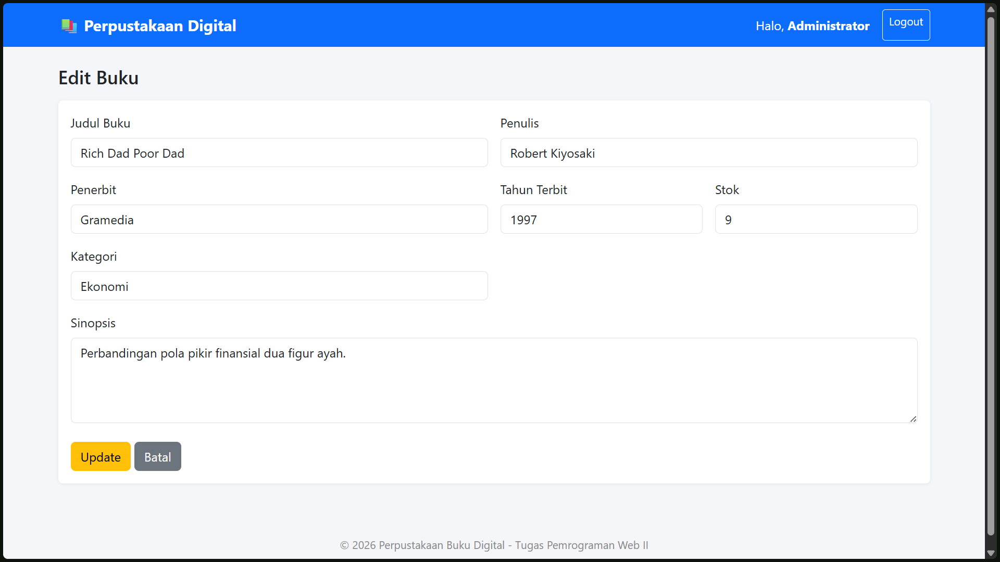 Perpustakaan Digital
Halo, Administrator
Logout
Edit Buku
Judul Buku
Penulis
Rich Dad Poor Dad
Robert Kiyosaki
Penerbit
Tahun Terbit
Stok
Gramedia
1997
9
Kategori
Ekonomi
Sinopsis
Perbandingan pola pikir finansial dua figur ayah.
Update
Batal
© 2026 Perpustakaan Buku Digital - Tugas Pemrograman Web II